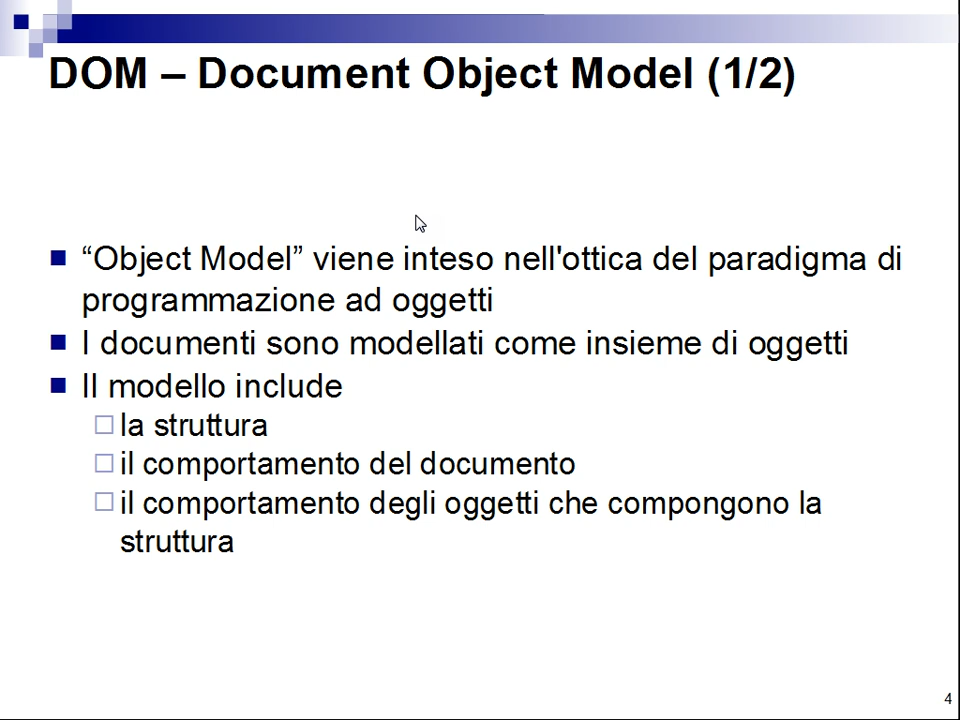 DOM – Document Object Model (1/2)
“Object Model” viene inteso nell'ottica del paradigma di
programmazione ad oggetti
I documenti sono modellati come insieme di oggetti
Il modello include
la struttura
il comportamento del documento
il comportamento degli oggetti che compongono la
struttura
4